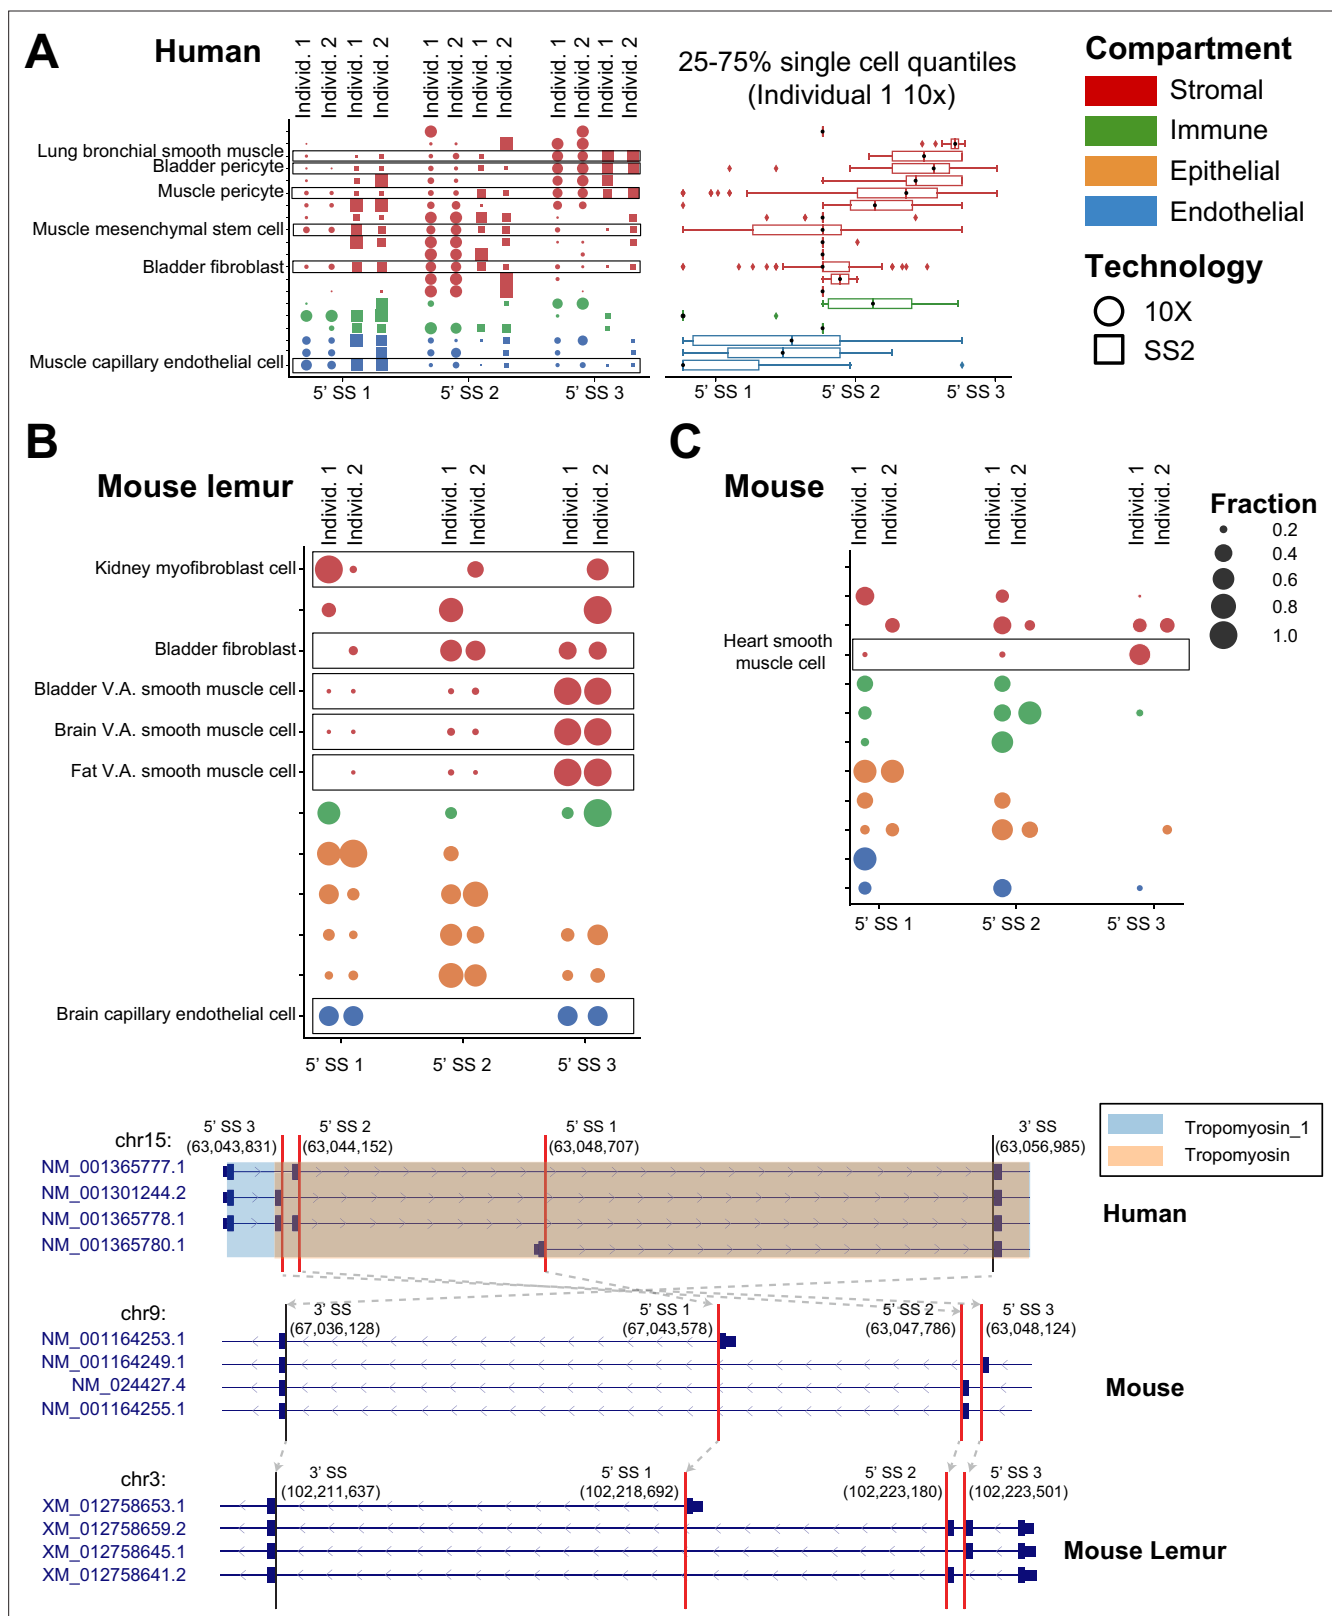 A
Human
Individ. 1
Individ. 2
Individ. 1
Individ. 2
Individ. 1
Individ. 2
Individ. 1
Individ. 2
Individ. 1
Individ. 2
Individ. 1
Individ. 2
25-75% single cell quantiles
(Individual 1 10x)
Lung bronchial smooth muscle
Bladder pericyte
Muscle pericyte
Muscle mesenchymal stem cell
Bladder fibroblast
Muscle capillary endothelial cell
5' SS 1
5' SS 2
5' SS 3
5' SS 1
5' SS 2
5' SS 3
Compartment
Stromal
Immune
Epithelial
Endothelial
Technology
10X
SS2
B
Mouse lemur
Individ. 1
Individ. 2
Individ. 1
Individ. 2
Individ. 1
Individ. 2
Kidney myofibroblast cell
Bladder fibroblast
Bladder V.A. smooth muscle cell
Brain V.A. smooth muscle cell
Fat V.A. smooth muscle cell
Brain capillary endothelial cell
5' SS 1
5' SS 2
5' SS 3
C
Mouse
Individ. 1
Individ. 2
Individ. 1
Individ. 2
Individ. 1
Individ. 2
Heart smooth
muscle cell
5' SS 1
5' SS 2
5' SS 3
Fraction
0.2
0.4
0.6
0.8
1.0
chr15:
5' SS 3
(63,043,831)
5' SS 2
(63,044,152)
5' SS 1
(63,048,707)
3' SS
(63,056,985)
NM_001365777.1
NM_001301244.2
NM_001365778.1
NM_001365780.1
Tropomyosin_1
Tropomyosin
Human
chr9:
3' SS
(67,036,128)
5' SS 1
(67,043,578)
5' SS 2
(63,047,786)
5' SS 3
(63,048,124)
NM_001164253.1
NM_001164249.1
NM_024427.4
NM_001164255.1
Mouse
chr3:
3' SS
(102,211,637)
5' SS 1
(102,218,692)
5' SS 2
(102,223,180)
5' SS 3
(102,223,501)
XM_012758653.1
XM_012758659.2
XM_012758645.1
XM_012758641.2
Mouse Lemur